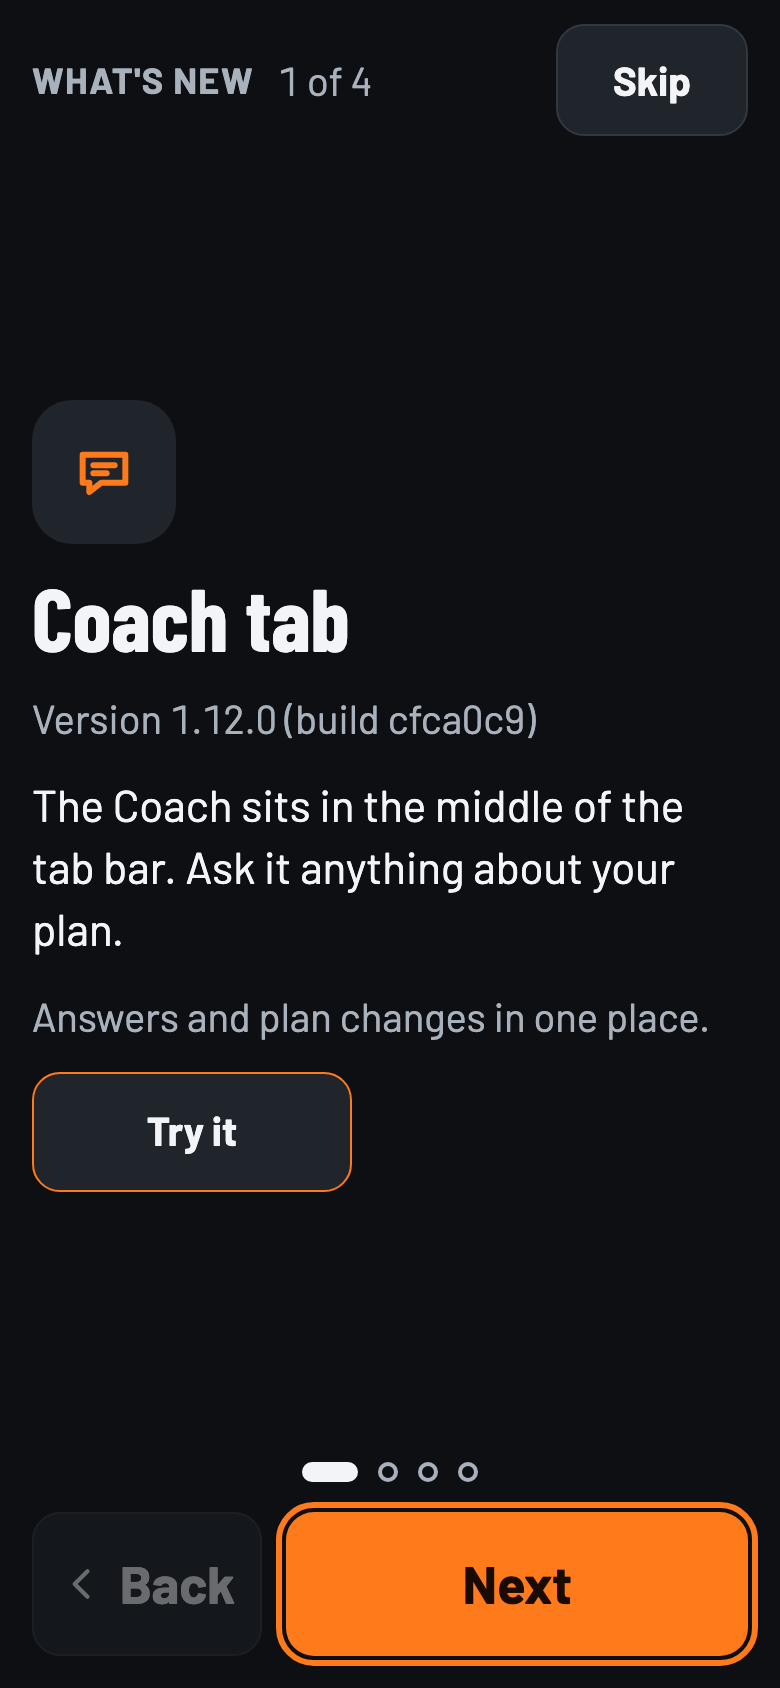 WHAT'S NEW 1 of 4
Skip
Coach tab
Version 1.12.0 (build cfca0c9)
The Coach sits in the middle of the
tab bar. Ask it anything about your
plan.
Answers and plan changes in one place.
Try it
Back
Next